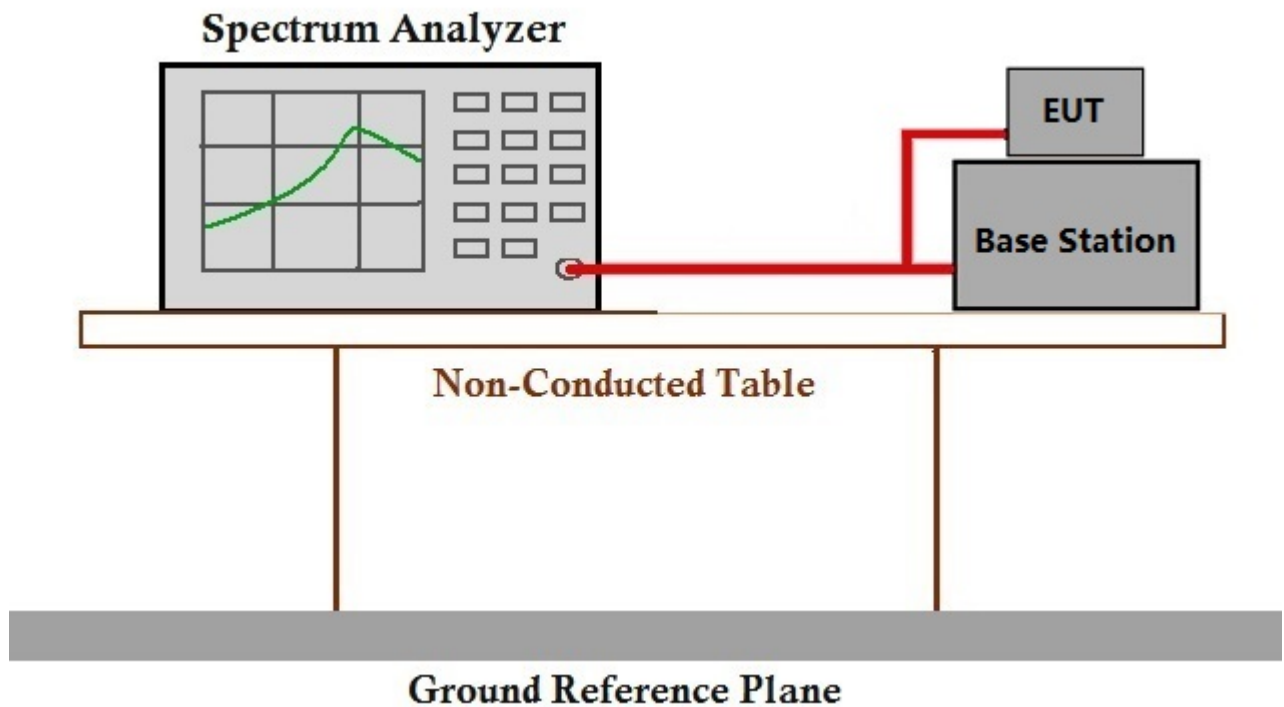 Spectrum Analyzer
EUT
Base Station
Non-Conducted Table
Ground Reference Plane